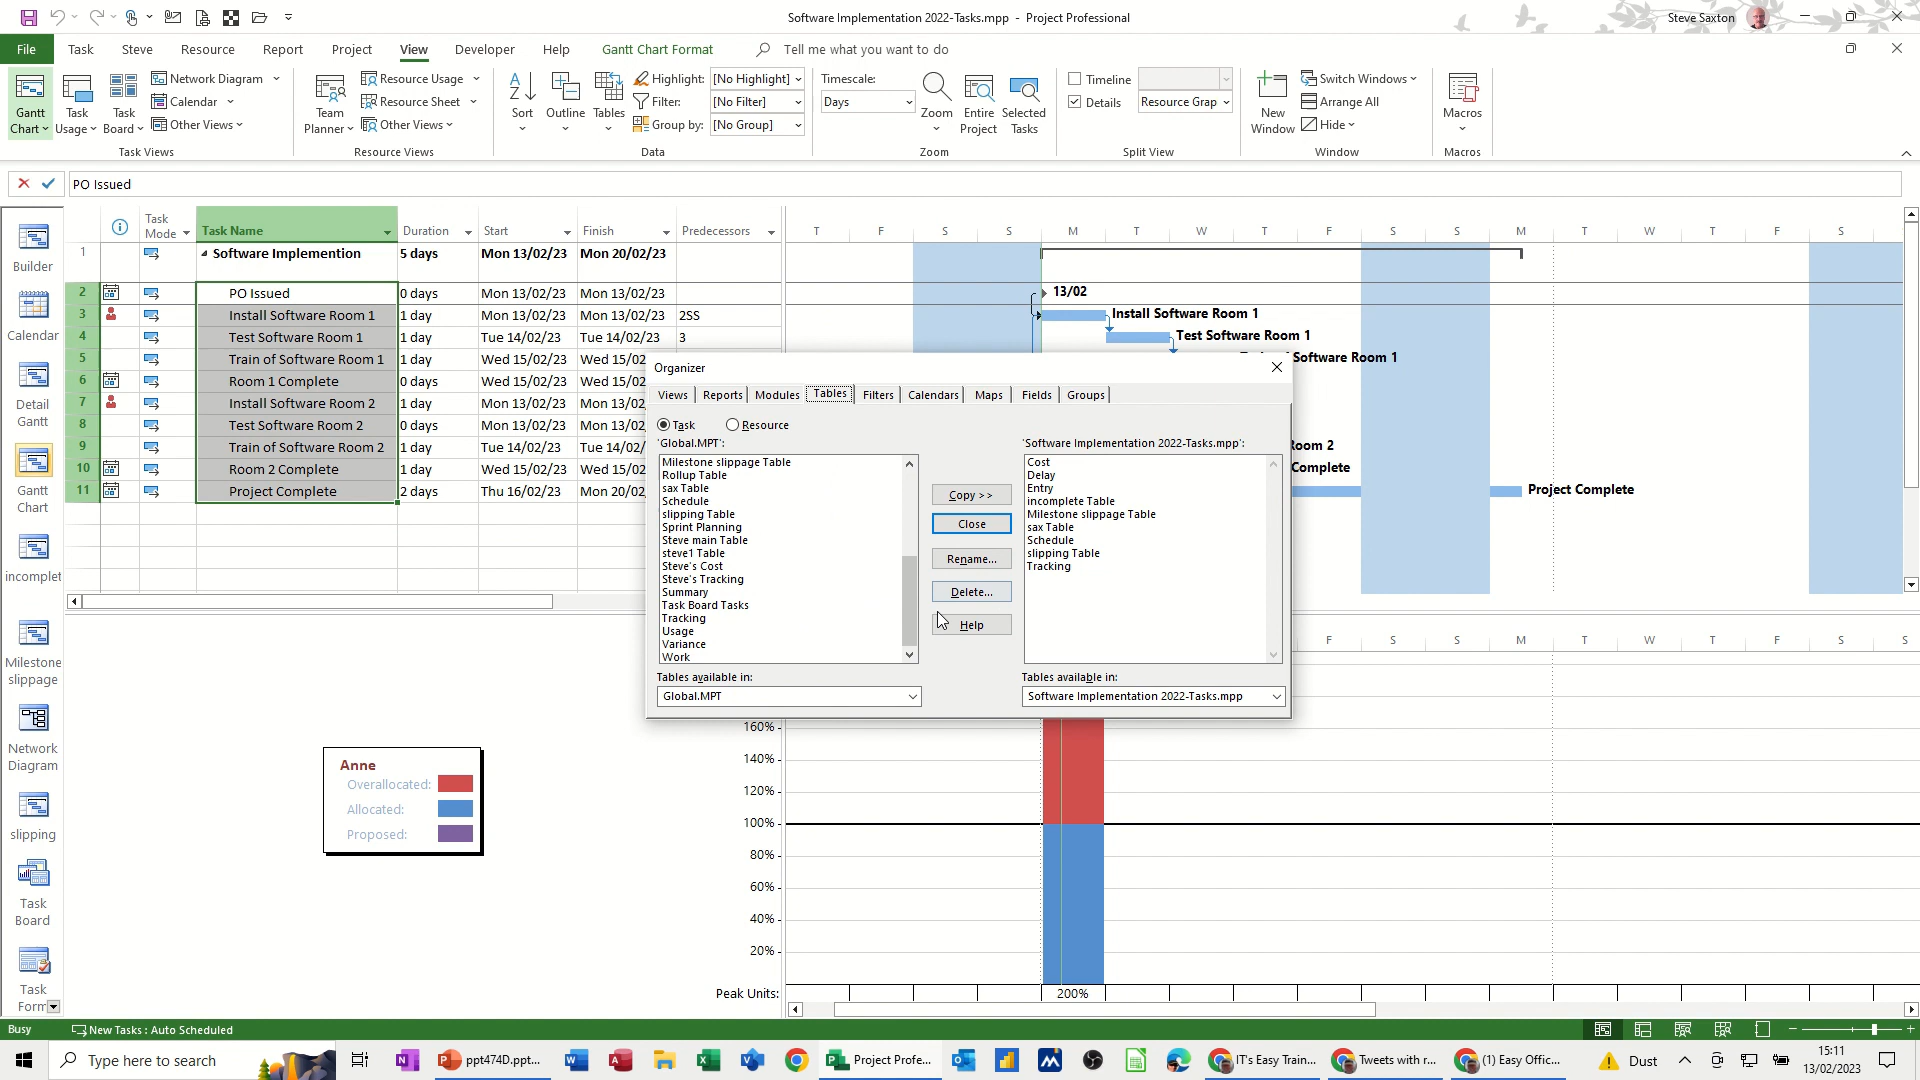 Software Implementation 2022-Tasks.mpp - Project Professional
Steve Saxton
File Task Steve Resource Report Project View Developer Help Gantt Chart Format Tell me what you want to do
Gantt Chart
Task Usage
Task Board
Network Diagram
Calendar
Other Views
Task Views
Team Planner
Resource Usage
Resource Sheet
Other Views
Resource Views
Sort
Outline
Tables
Highlight: [No Highlight]
Filter: [No Filter]
Group by: [No Group]
Data
Timescale:
Days
Zoom
Entire Project
Selected Tasks
Zoom
Timeline
Details Resource Grap
Split View
New Window
Switch Windows
Arrange All
Hide
Window
Macros
Macros
PO Issued
Builder
Calendar
Detail Gantt
Gantt Chart
incomplet
Milestone slippage
Network Diagram
slipping
Task Board
Task Form
Task Mode Task Name Duration Start Finish Predecessors
1 Software Implemention 5 days Mon 13/02/23 Mon 20/02/23
2 PO Issued 0 days Mon 13/02/23 Mon 13/02/23
3 Install Software Room 1 1 day Mon 13/02/23 Mon 13/02/23 2SS
4 Test Software Room 1 1 day Tue 14/02/23 Tue 14/02/23 3
5 Train of Software Room 1 1 day Wed 15/02/23 Wed 15/02
6 Room 1 Complete 0 days Wed 15/02/23 Wed 15/02
7 Install Software Room 2 1 day Mon 13/02/23 Mon 13/02
8 Test Software Room 2 0 days Mon 13/02/23 Mon 13/02
9 Train of Software Room 2 1 day Tue 14/02/23 Tue 14/02/
10 Room 2 Complete 1 day Wed 15/02/23 Wed 15/02
11 Project Complete 2 days Thu 16/02/23 Mon 20/02
T F S S M T W T F S S M T W T F S
13/02
Install Software Room 1
Test Software Room 1
Software Room 1
Room 2
Complete
Project Complete
Organizer
Views Reports Modules Tables Filters Calendars Maps Fields Groups
Task Resource
'Global.MPT':
Milestone slippage Table
Rollup Table
sax Table
Schedule
slipping Table
Sprint Planning
Steve main Table
steve1 Table
Steve's Cost
Steve's Tracking
Summary
Task Board Tasks
Tracking
Usage
Variance
Work
Copy >>
Close
Rename...
Delete...
Help
'Software Implementation 2022-Tasks.mpp':
Cost
Delay
Entry
incomplete Table
Milestone slippage Table
sax Table
Schedule
slipping Table
Tracking
Tables available in:
Global.MPT
Tables available in:
Software Implementation 2022-Tasks.mpp
F S S M T W T F S S
Anne
Overallocated:
Allocated:
Proposed:
160%
140%
120%
100%
80%
60%
40%
20%
Peak Units: 200%
Busy New Tasks : Auto Scheduled
Type here to search
ppt474D.ppt...
Project Profe...
IT's Easy Train...
Tweets with r...
(1) Easy Offic...
Dust
15:11
13/02/2023